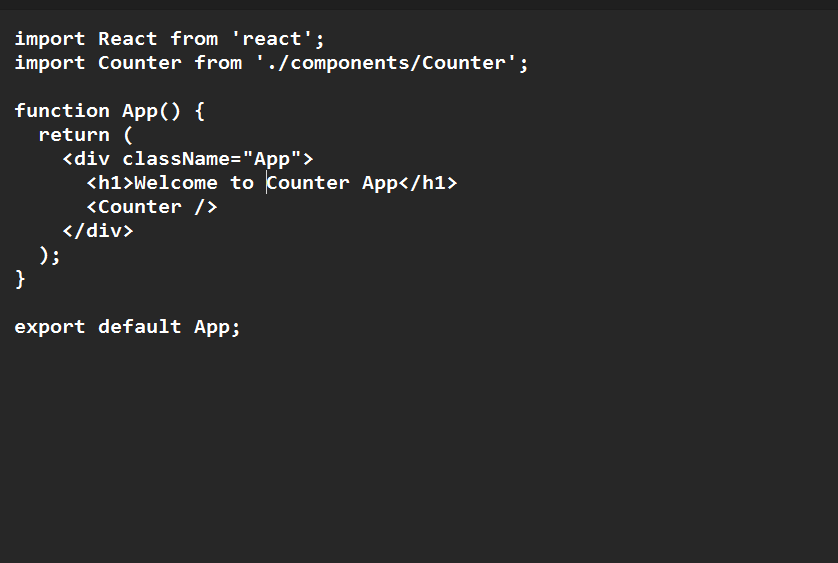 import React from 'react';
import Counter from './components/Counter';

function App() {
  return (
    <div className="App">
      <h1>Welcome to Counter App</h1>
      <Counter />
    </div>
  );
}

export default App;